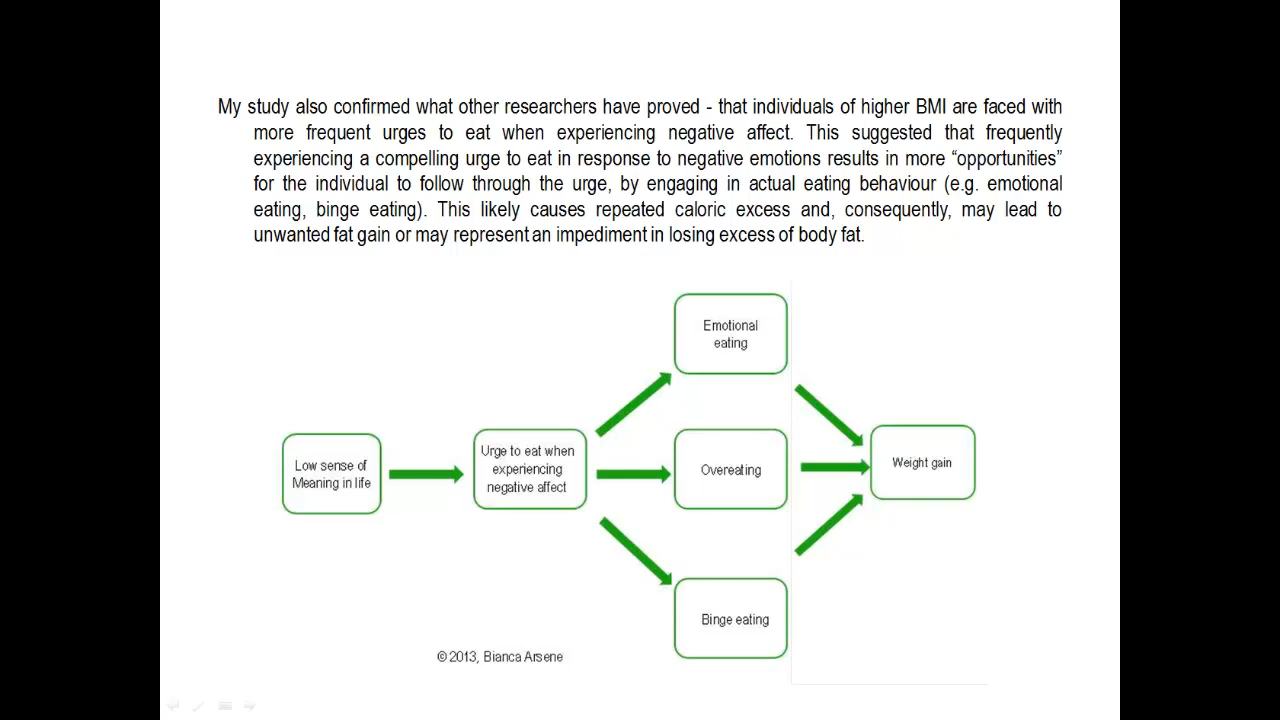 My study also confirmed what other researchers have proved - that individuals of higher BMI are faced with
more frequent urges to eat when experiencing negative affect. This suggested that frequently
experiencing a compelling urge to eat in response to negative emotions results in more “opportunities”
for the individual to follow through the urge, by engaging in actual eating behaviour (e.g. emotional
eating, binge eating). This likely causes repeated caloric excess and, consequently, may lead to
unwanted fat gain or may represent an impediment in losing excess of body fat.
Low sense of
Meaning in life
Urge to eat when
experiencing
negative affect
Emotional
eating
Overeating
Binge eating
Weight gain
© 2013, Bianca Arsene